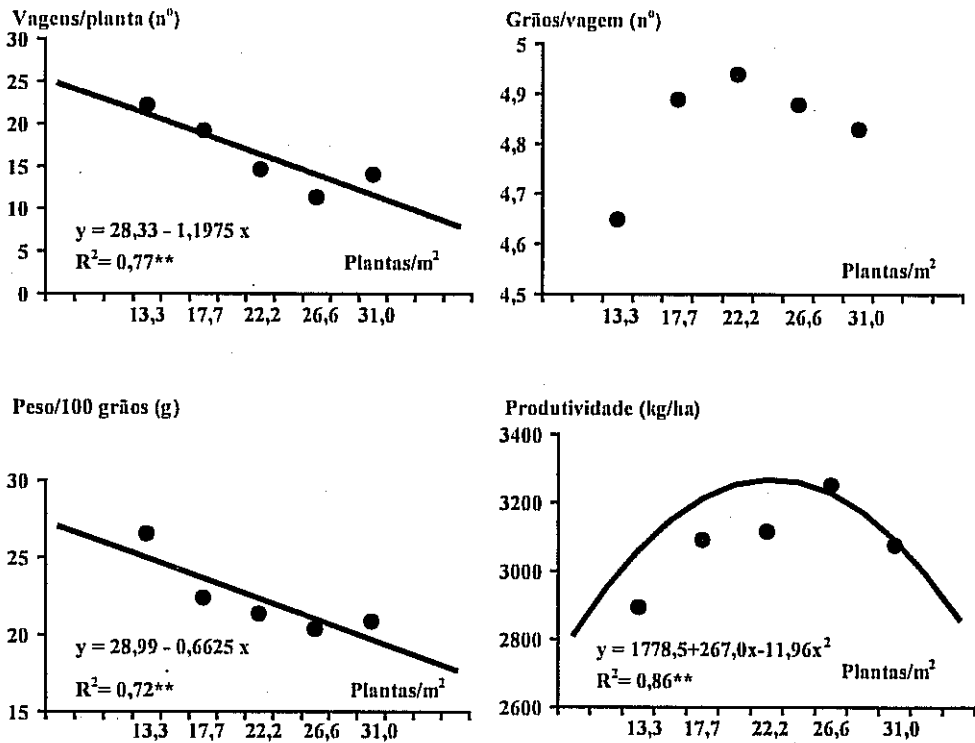 Vagens/planta (nº)
30
25
20
15
10
5
0
y = 28,33 - 1,1975 x
R²= 0,77**
Plantas/m²
13,3 17,7 22,2 26,6 31,0
Grãos/vagem (nº)
5
4,9
4,8
4,7
4,6
4,5
Plantas/m²
13,3 17,7 22,2 26,6 31,0
Peso/100 grãos (g)
30
25
20
15
y = 28,99 - 0,6625 x
R²= 0,72**
Plantas/m²
13,3 17,7 22,2 26,6 31,0
Produtividade (kg/ha)
3400
3200
3000
2800
2600
y = 1778,5+267,0x-11,96x²
R²= 0,86**
Plantas/m²
13,3 17,7 22,2 26,6 31,0